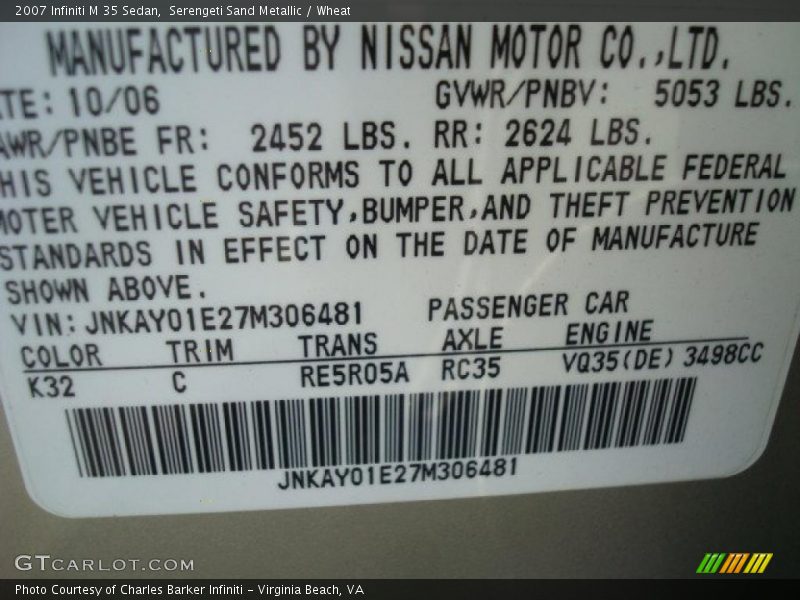 2007 Infiniti M 35 Sedan, Serengeti Sand Metallic / Wheat
MANUFACTURED BY NISSAN MOTOR CO.,LTD.
ATE: 10/06 GVWR/PNBV: 5053 LBS.
AWR/PNBE FR: 2452 LBS. RR: 2624 LBS.
HIS VEHICLE CONFORMS TO ALL APPLICABLE FEDERAL
MOTER VEHICLE SAFETY,BUMPER,AND THEFT PREVENTION
STANDARDS IN EFFECT ON THE DATE OF MANUFACTURE
SHOWN ABOVE.
VIN: JNKAY01E27M306481 PASSENGER CAR
COLOR TRIM TRANS AXLE ENGINE
K32 C RE5R05A RC35 VQ35(DE) 3498CC
JNKAY01E27M306481
GTCARLOT.COM
Photo Courtesy of Charles Barker Infiniti - Virginia Beach, VA